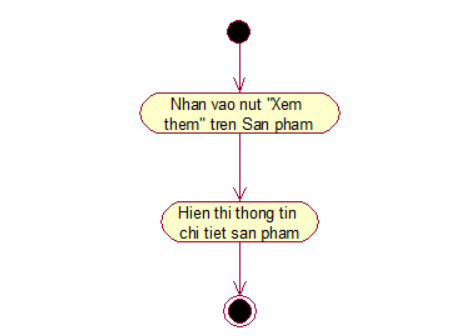 Nhan vao nut "Xem
them" tren San pham
Hien thi thong tin
chi tiet san pham